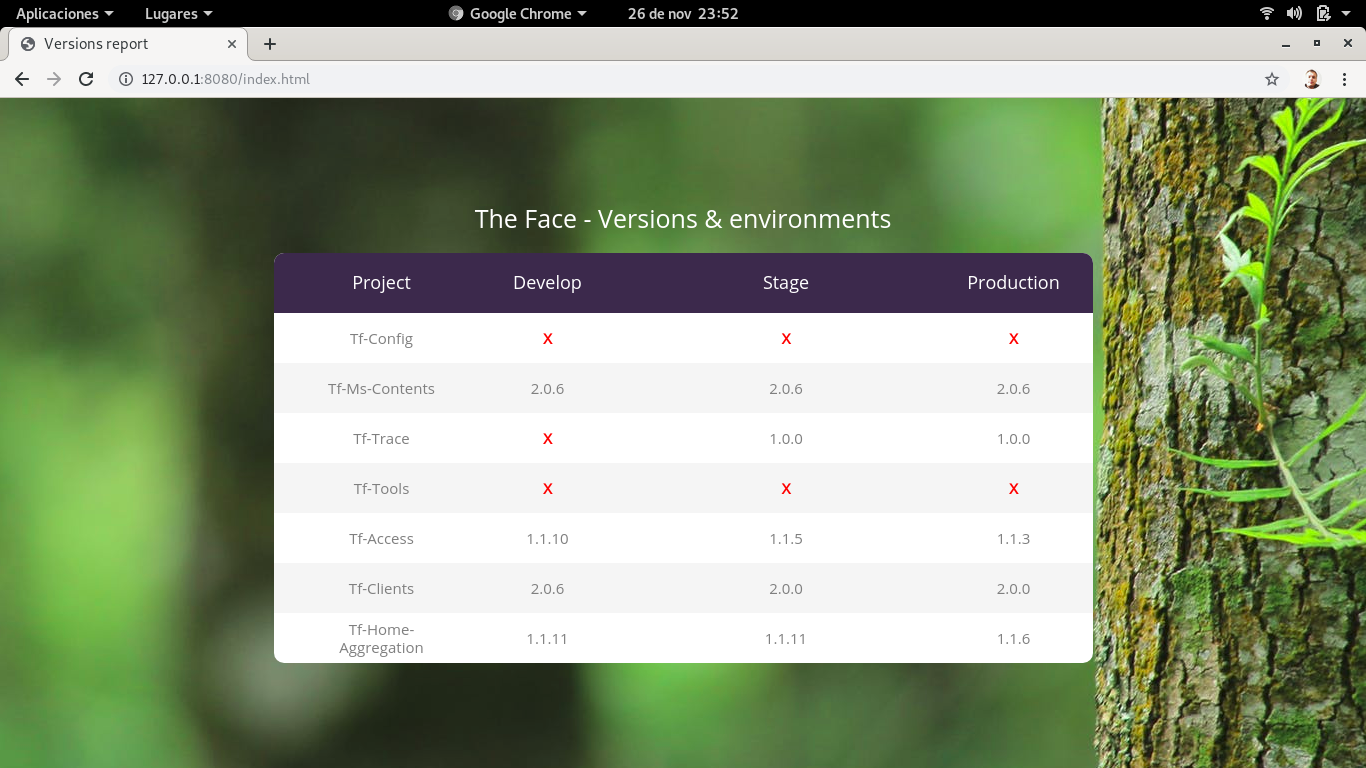 Aplicaciones Lugares Google Chrome 26 de nov 23:52
Versions report
127.0.0.1:8080/index.html
The Face - Versions & environments
Project Develop Stage Production
Tf-Config X X X
Tf-Ms-Contents 2.0.6 2.0.6 2.0.6
Tf-Trace X 1.0.0 1.0.0
Tf-Tools X X X
Tf-Access 1.1.10 1.1.5 1.1.3
Tf-Clients 2.0.6 2.0.0 2.0.0
Tf-Home-
Aggregation 1.1.11 1.1.11 1.1.6